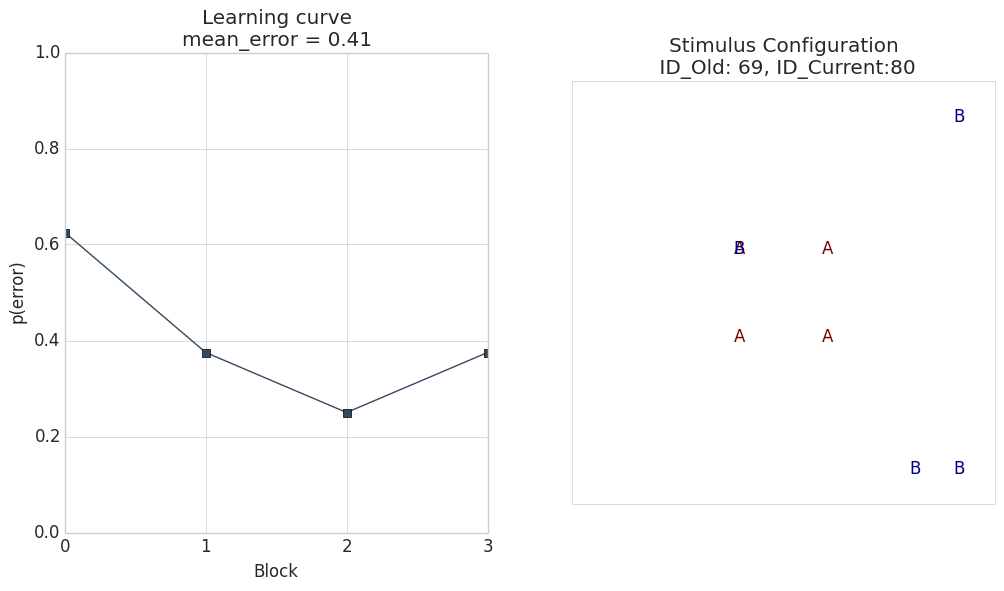 Learning curve
mean_error = 0.41
1.0
0.8
0.6
0.4
0.2
0.0
0
1
2
3
p(error)
Block
Stimulus Configuration
ID_Old: 69, ID_Current:80
B
A
B
A
A
A
B
B